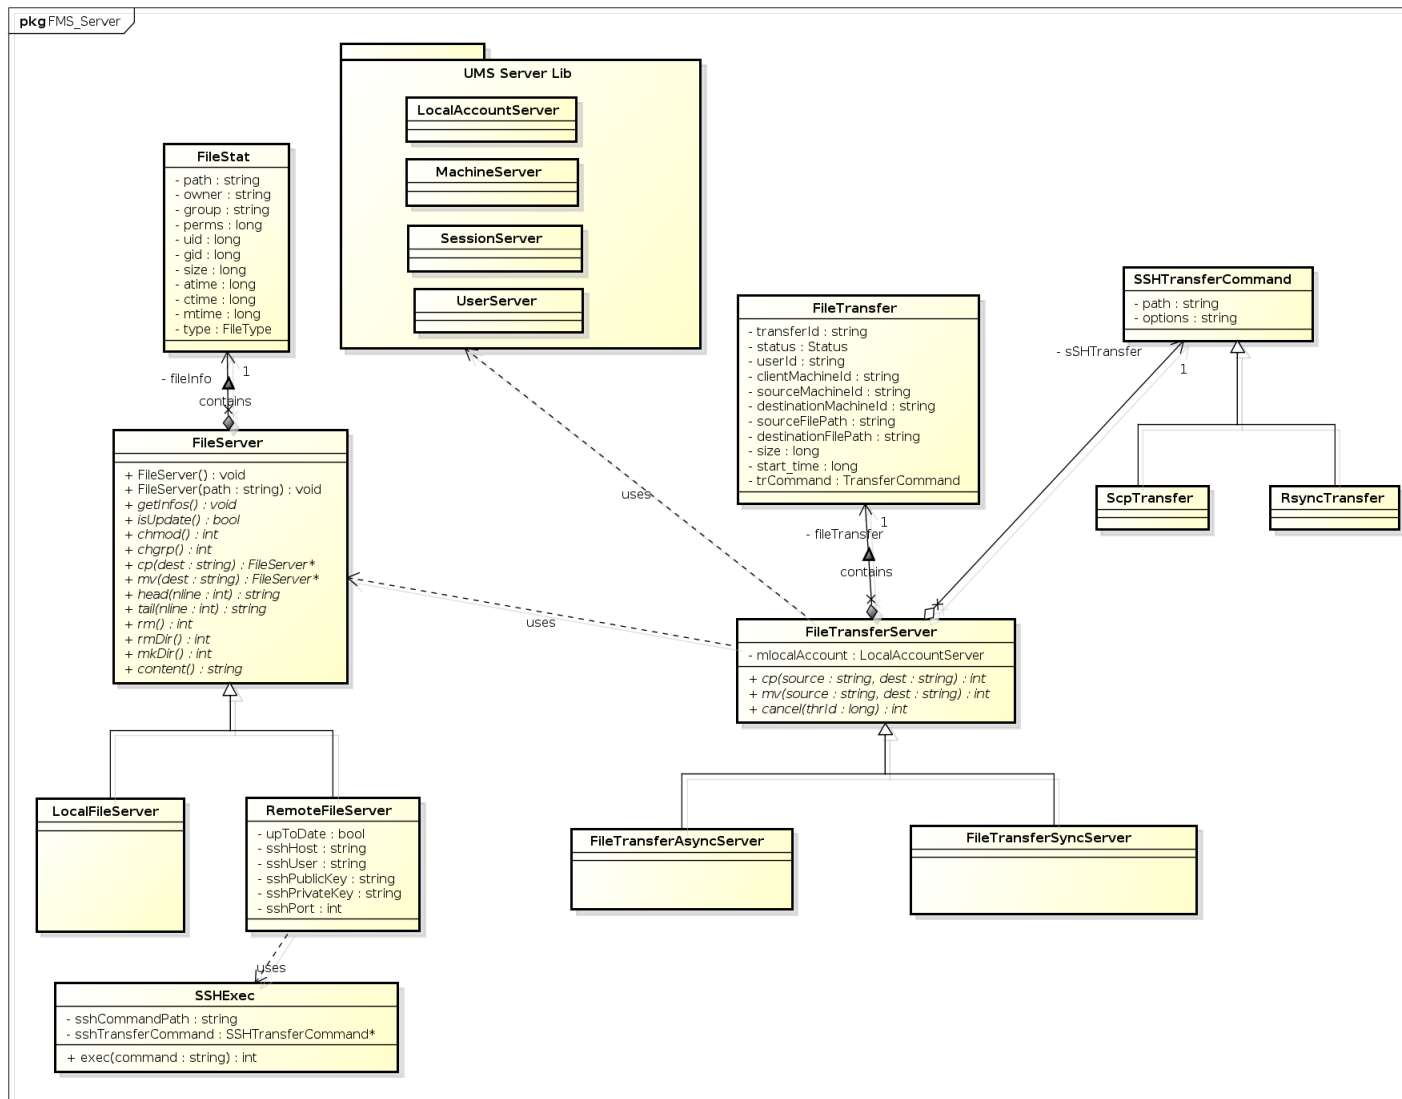 pkg FMS_Server
UMS Server Lib
LocalAccountServer
MachineServer
SessionServer
UserServer
FileStat
- path : string
- owner : string
- group : string
- perms : long
- uid : long
- gid : long
- size : long
- atime : long
- ctime : long
- mtime : long
- type : FileType
- fileInfo
1
contains
FileServer
+ FileServer() : void
+ FileServer(path : string) : void
+ getInfos() : void
+ isUpdate() : bool
+ chmod() : int
+ chgrp() : int
+ cp(dest : string) : FileServer*
+ mv(dest : string) : FileServer*
+ head(nline : int) : string
+ tail(nline : int) : string
+ rm() : int
+ rmDir() : int
+ mkDir() : int
+ content() : string
uses
uses
FileTransfer
- transferId : string
- status : Status
- userId : string
- clientMachineId : string
- sourceMachineId : string
- destinationMachineId : string
- sourceFilePath : string
- destinationFilePath : string
- size : long
- start_time : long
- trCommand : TransferCommand
1
- fileTransfer
contains
SSHTransferCommand
- path : string
- options : string
- sSHTransfer
1
ScpTransfer
RsyncTransfer
FileTransferServer
- mlocalAccount : LocalAccountServer
+ cp(source : string, dest : string) : int
+ mv(source : string, dest : string) : int
+ cancel(thrId : long) : int
LocalFileServer
RemoteFileServer
- upToDate : bool
- sshHost : string
- sshUser : string
- sshPublicKey : string
- sshPrivateKey : string
- sshPort : int
FileTransferAsyncServer
FileTransferSyncServer
uses
SSHExec
- sshCommandPath : string
- sshTransferCommand : SSHTransferCommand*
+ exec(command : string) : int